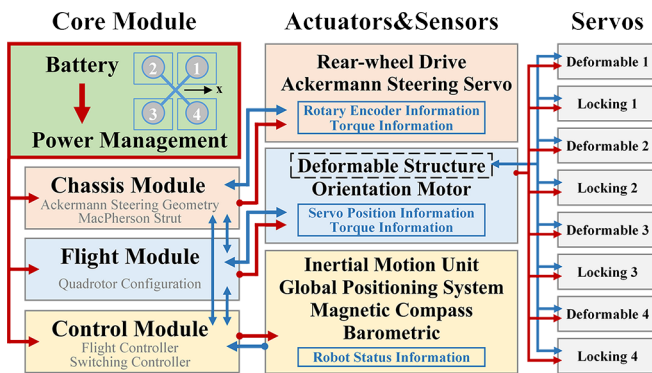 Core Module
Actuators&Sensors
Servos
Battery
2
1
x
3
4
Power Management
Chassis Module
Ackermann Steering Geometry
MacPherson Strut
Flight Module
Quadrotor Configuration
Control Module
Flight Controller
Switching Controller
Rear-wheel Drive
Ackermann Steering Servo
Rotary Encoder Information
Torque Information
Deformable Structure
Orientation Motor
Servo Position Information
Torque Information
Inertial Motion Unit
Global Positioning System
Magnetic Compass
Barometric
Robot Status Information
Deformable 1
Locking 1
Deformable 2
Locking 2
Deformable 3
Locking 3
Deformable 4
Locking 4